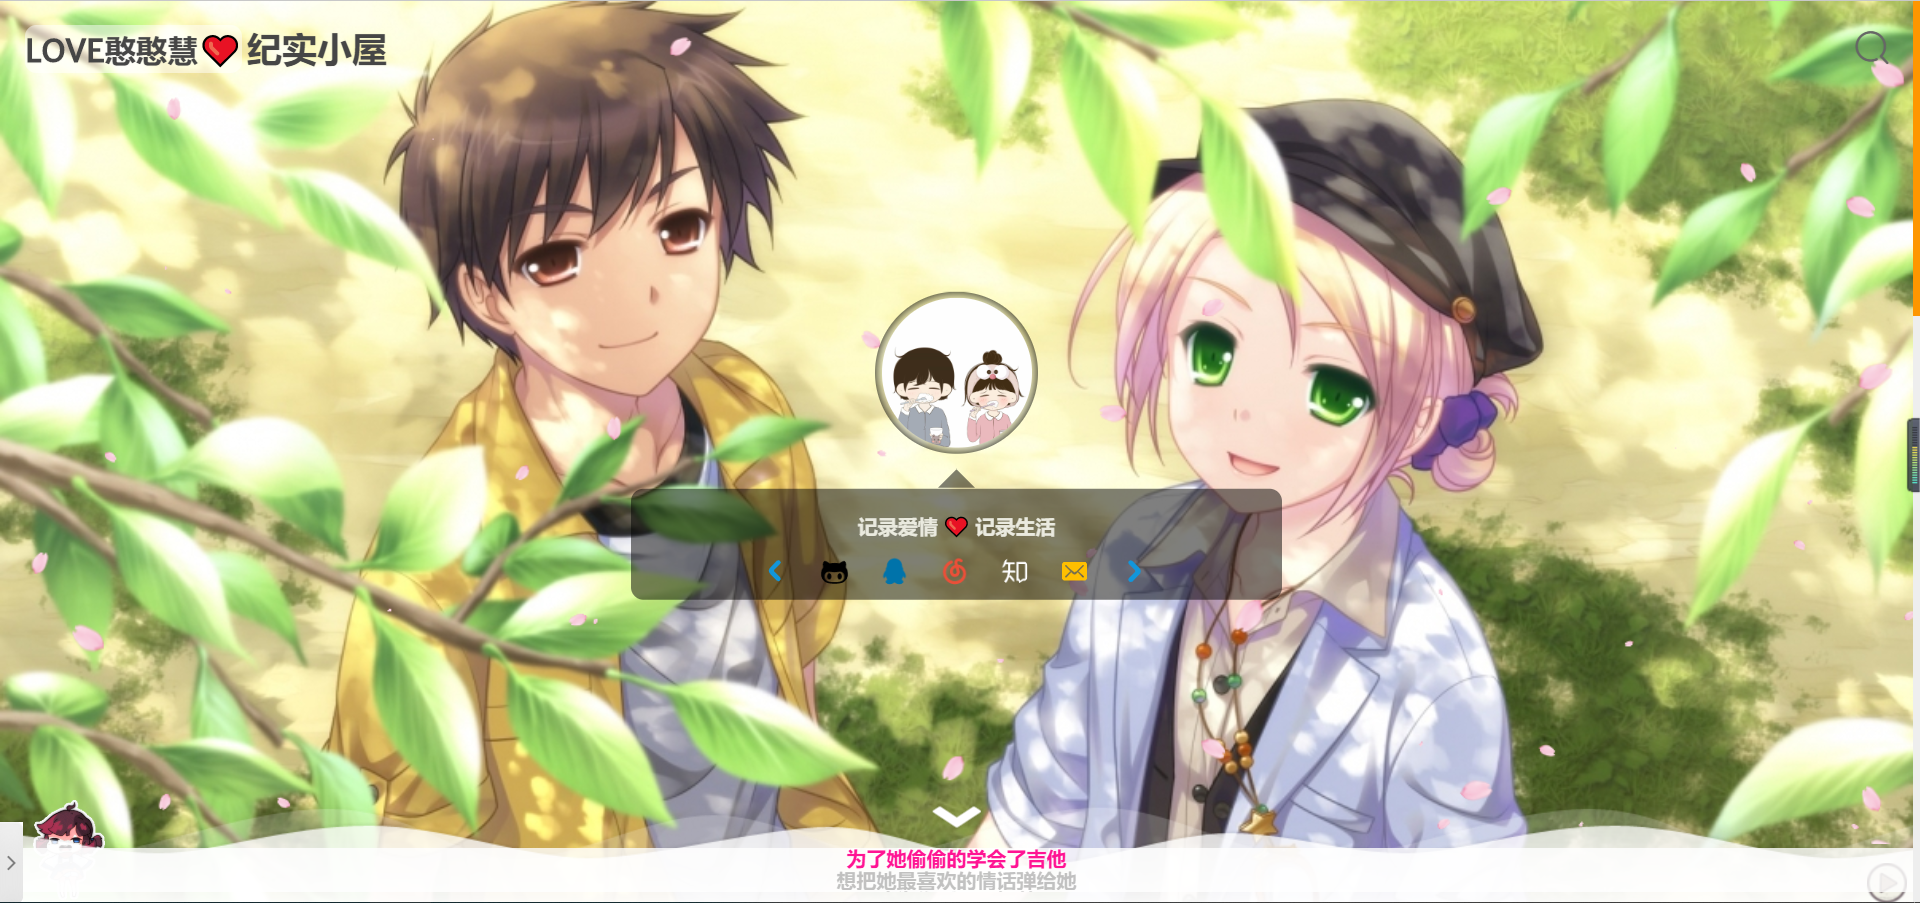 LOVE憨憨慧❤纪实小屋
记录爱情❤记录生活
知
为了她偷偷的学会了吉他
想把她最喜欢的情话弹给她